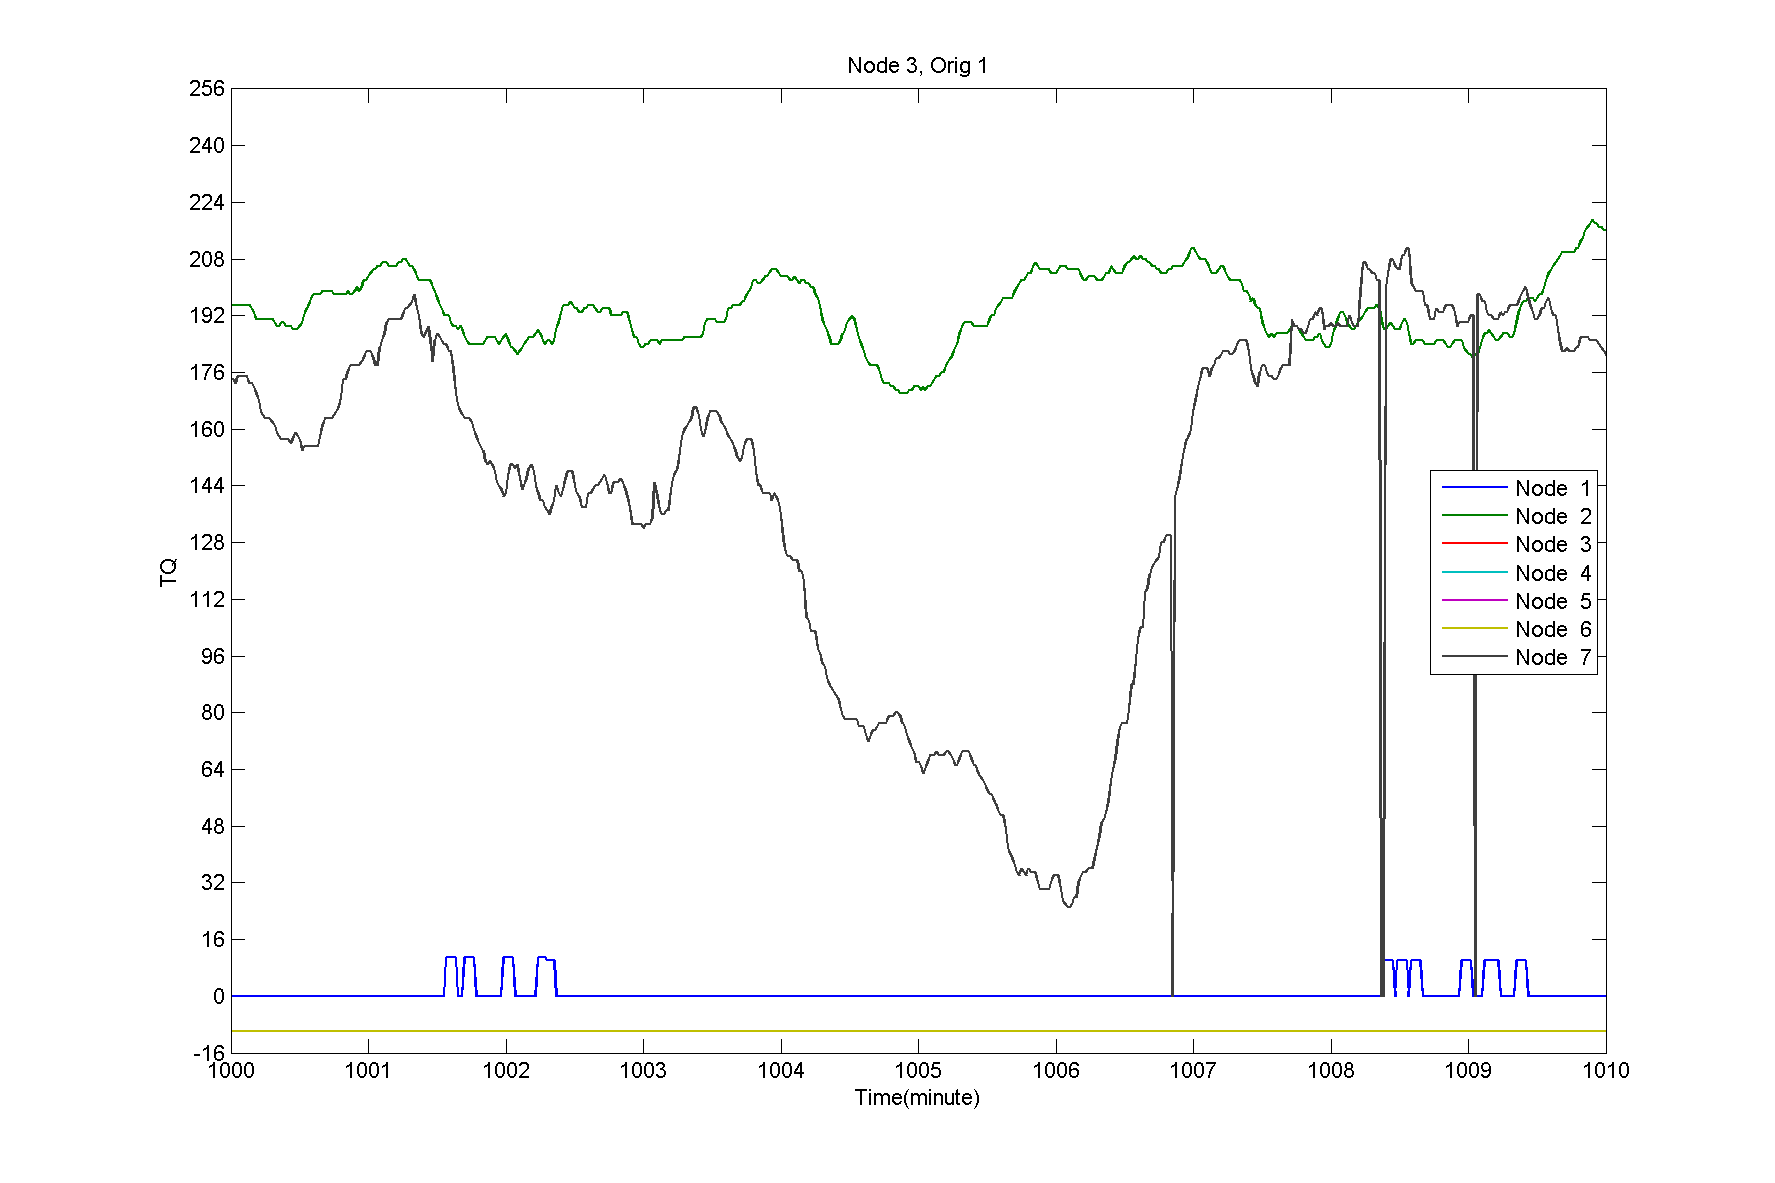 Node 3, Orig 1
256
240
224
208
192
176
160
144
128
112
96
80
64
48
32
16
0
-16
TQ
Node 1
Node 2
Node 3
Node 4
Node 5
Node 6
Node 7
1000 1001 1002 1003 1004 1005 1006 1007 1008 1009 1010
Time(minute)